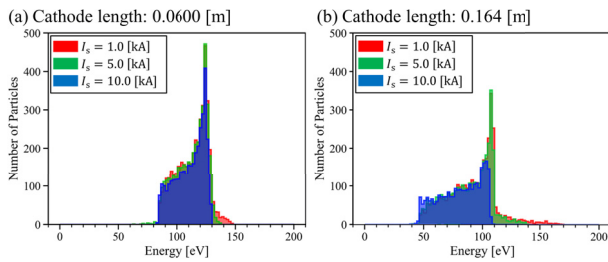 (a) Cathode length: 0.0600 [m]
500
400
300
200
100
0
Number of Particles
Iₛ = 1.0 [kA]
Iₛ = 5.0 [kA]
Iₛ = 10.0 [kA]
0 50 100 150 200
Energy [eV]
(b) Cathode length: 0.164 [m]
500
400
300
200
100
0
Number of Particles
Iₛ = 1.0 [kA]
Iₛ = 5.0 [kA]
Iₛ = 10.0 [kA]
0 50 100 150 200
Energy [eV]